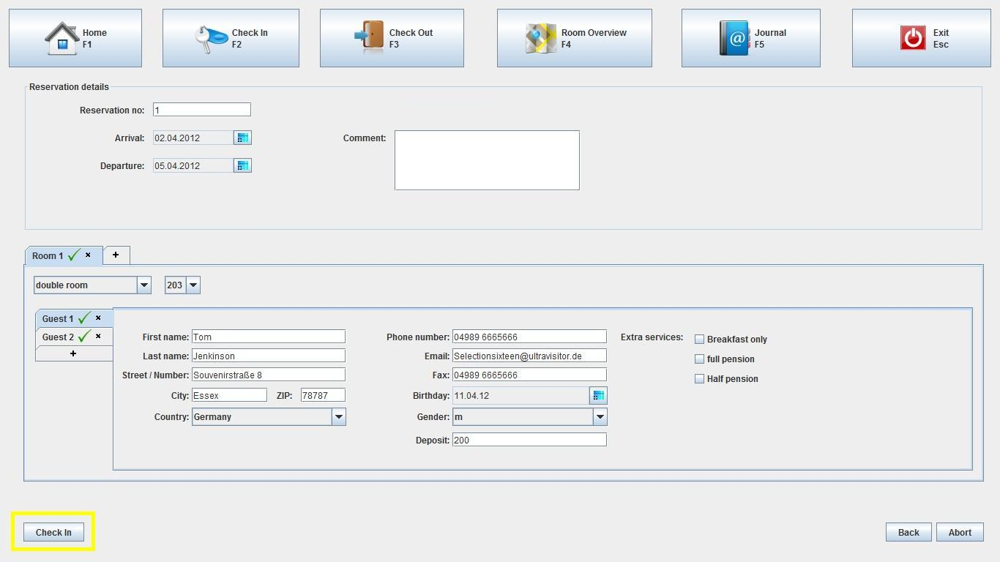 Home
F1
Check In
F2
Check Out
F3
Room Overview
F4
@
Journal
F5
Exit
Esc
Reservation details
Reservation no: 1
Arrival: 02.04.2012
Comment:
Departure: 05.04.2012
Room 1 x
+
double room 203
Guest 1 x
Guest 2 x
+
First name: Tom
Phone number: 04989 6665666
Extra services: Breakfast only
Last name: Jenkinson
Email: Selectionsixteen@ultravisitor.de
full pension
Street / Number: Souvenirstraße 8
Fax: 04989 6665666
Half pension
City: Essex ZIP: 78787
Birthday: 11.04.12
Country: Germany
Gender: m
Deposit: 200
Check In
Back
Abort